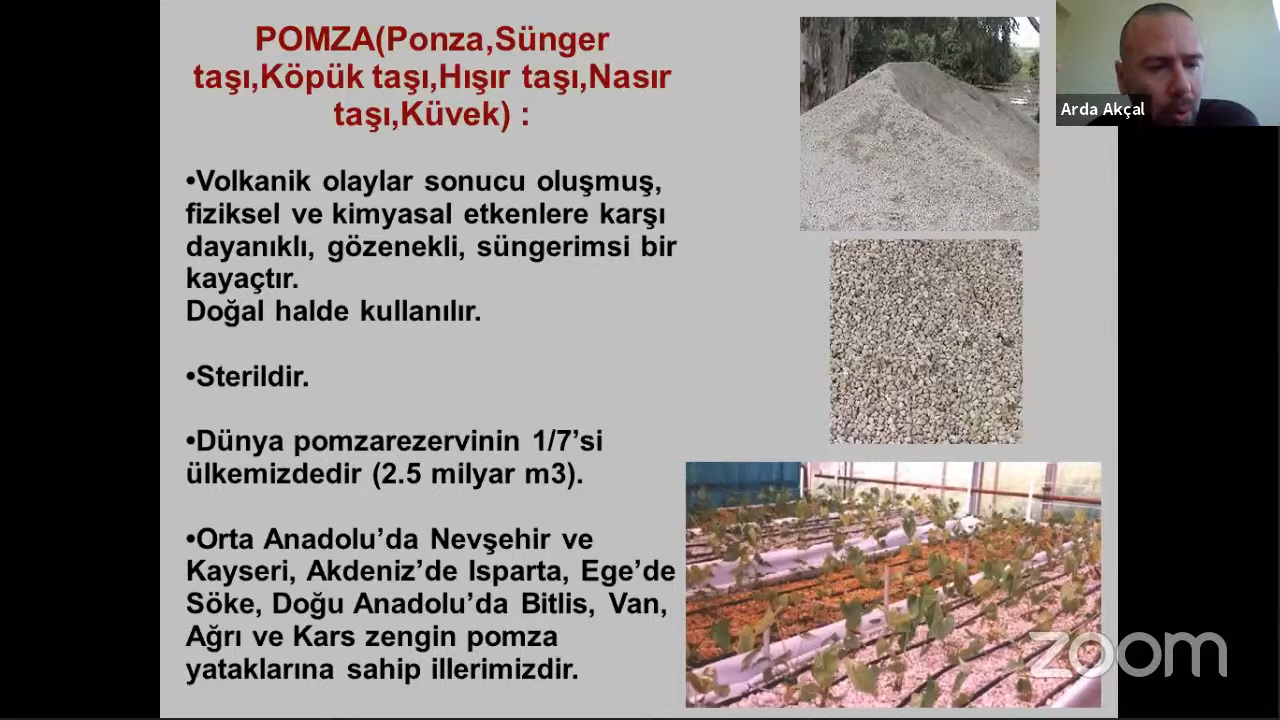 POMZA(Ponza,Sünger
taşı,Köpük taşı,Hışır taşı,Nasır
taşı,Küvek) :
•Volkanik olaylar sonucu oluşmuş,
fiziksel ve kimyasal etkenlere karşı
dayanıklı, gözenekli, süngerimsi bir
kayaçtır.
Doğal halde kullanılır.
•Sterildir.
•Dünya pomzarezervinin 1/7’si
ülkemizdedir (2.5 milyar m3).
•Orta Anadolu’da Nevşehir ve
Kayseri, Akdeniz’de Isparta, Ege’de
Söke, Doğu Anadolu’da Bitlis, Van,
Ağrı ve Kars zengin pomza
yataklarına sahip illerimizdir.
Arda Akçal
zoom